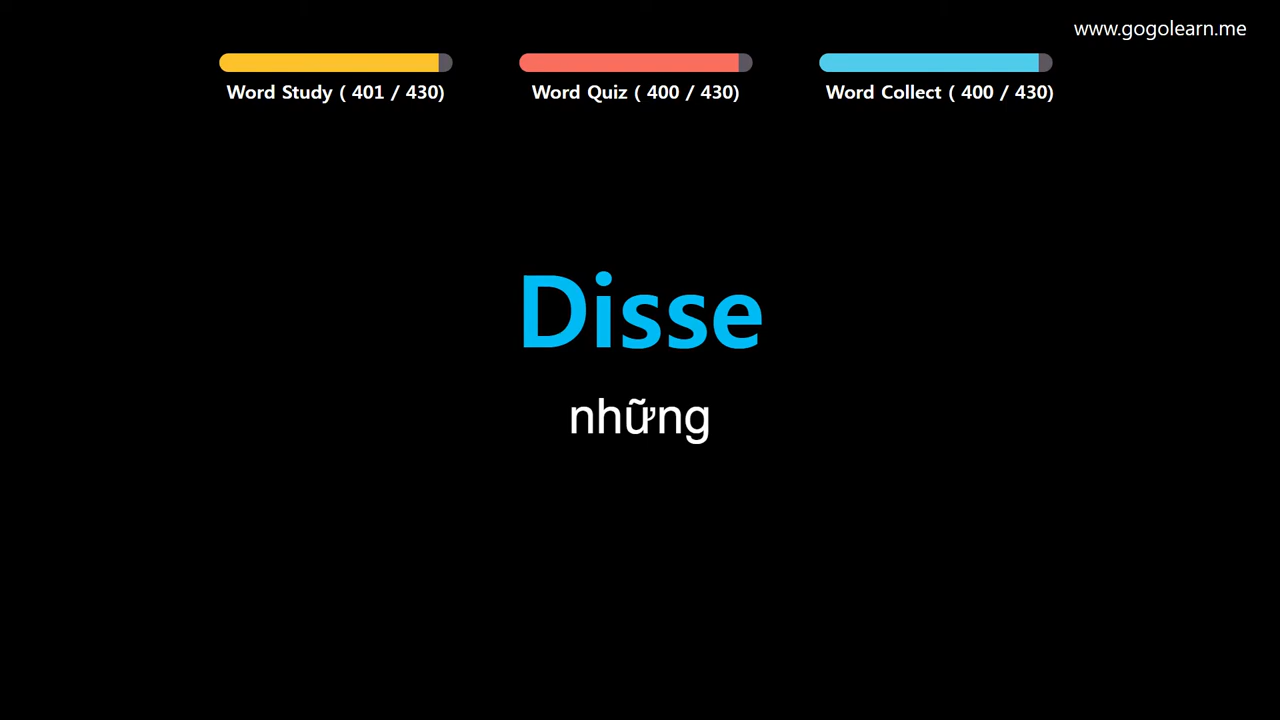 www.gogolearn.me
Word Study ( 401 / 430)
Word Quiz ( 400 / 430)
Word Collect ( 400 / 430)
Disse
những